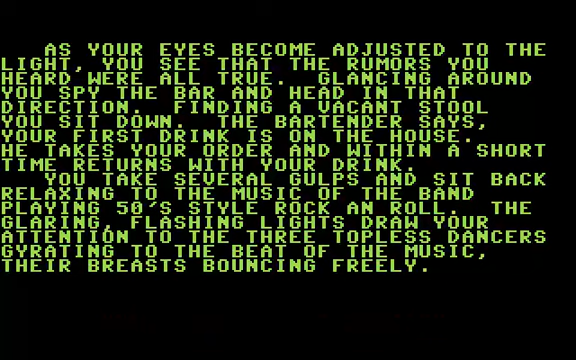 AS YOUR EYES BECOME ADJUSTED TO THE
LIGHT, YOU SEE THAT THE RUMORS YOU
HEARD WERE ALL TRUE. GLANCING AROUND
YOU SPY THE BAR AND HEAD IN THAT
DIRECTION. FINDING A VACANT STOOL
YOU SIT DOWN. THE BARTENDER SAYS,
YOUR FIRST DRINK IS ON THE HOUSE.
HE TAKES YOUR ORDER AND WITHIN A SHORT
TIME RETURNS WITH YOUR DRINK.
YOU TAKE SEVERAL GULPS AND SIT BACK
RELAXING TO THE MUSIC OF THE BAND
PLAYING 50'S STYLE ROCK AN ROLL. THE
GLARING, FLASHING LIGHTS DRAW YOUR
ATTENTION TO THE THREE TOPLESS DANCERS
GYRATING TO THE BEAT OF THE MUSIC,
THEIR BREASTS BOUNCING FREELY.